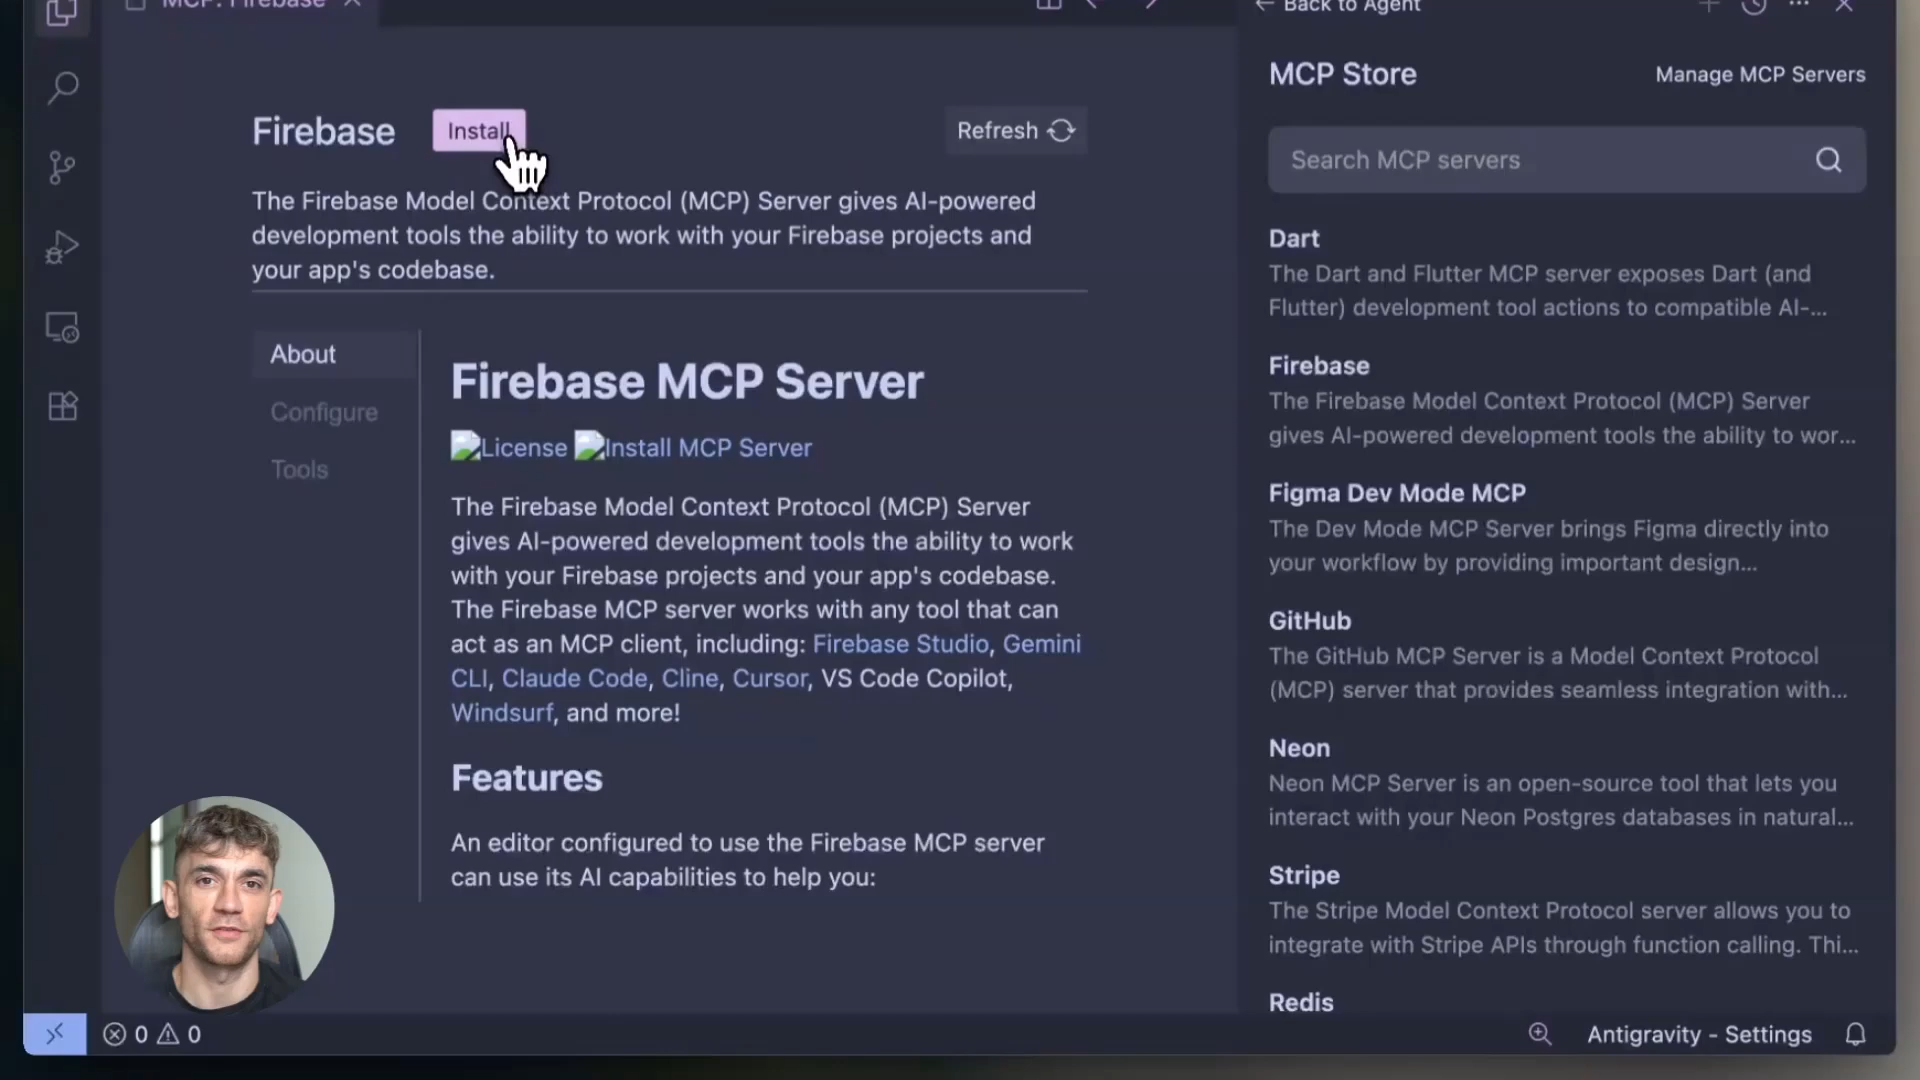 MCP: Firebase
Back to Agent
MCP Store
Manage MCP Servers
Search MCP servers
Firebase
Install
Refresh
The Firebase Model Context Protocol (MCP) Server gives AI-powered
development tools the ability to work with your Firebase projects and
your app's codebase.
About
Configure
Tools
Firebase MCP Server
License Install MCP Server
The Firebase Model Context Protocol (MCP) Server
gives AI-powered development tools the ability to work
with your Firebase projects and your app's codebase.
The Firebase MCP server works with any tool that can
act as an MCP client, including: Firebase Studio, Gemini
CLI, Claude Code, Cline, Cursor, VS Code Copilot,
Windsurf, and more!
Features
An editor configured to use the Firebase MCP server
can use its AI capabilities to help you:
Dart
The Dart and Flutter MCP server exposes Dart (and
Flutter) development tool actions to compatible AI-...
Firebase
The Firebase Model Context Protocol (MCP) Server
gives AI-powered development tools the ability to wor...
Figma Dev Mode MCP
The Dev Mode MCP Server brings Figma directly into
your workflow by providing important design...
GitHub
The GitHub MCP Server is a Model Context Protocol
(MCP) server that provides seamless integration with...
Neon
Neon MCP Server is an open-source tool that lets you
interact with your Neon Postgres databases in natural...
Stripe
The Stripe Model Context Protocol server allows you to
integrate with Stripe APIs through function calling. Thi...
Redis
0 0
Antigravity - Settings